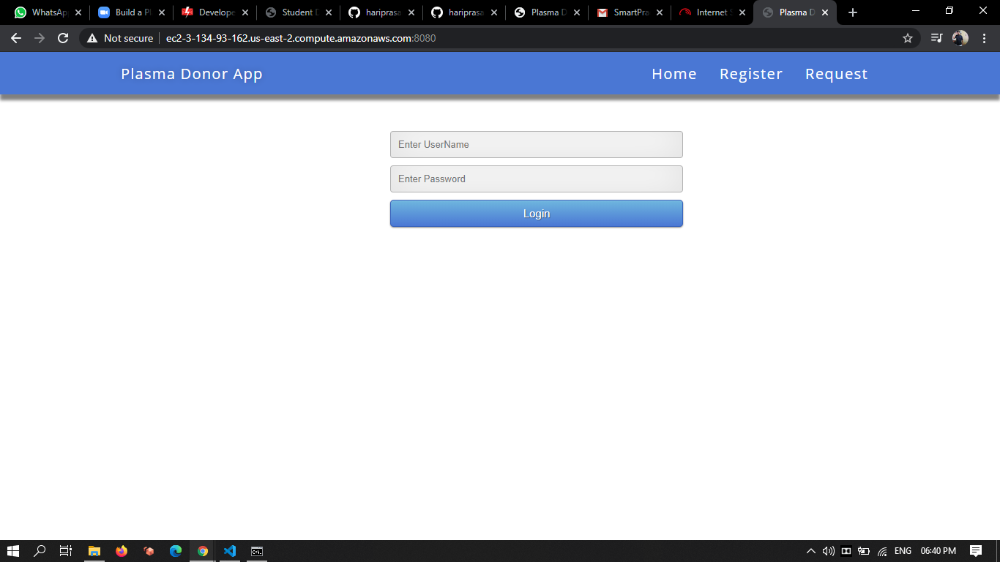 WhatsAp
Build a Pl
Develope
Student D
hariprasa
hariprasa
Plasma D
SmartPra
Internet S
Plasma D
Not secure
ec2-3-134-93-162.us-east-2.compute.amazonaws.com:8080
Plasma Donor App
Home Register Request
Enter UserName
Enter Password
Login
ENG 06:40 PM